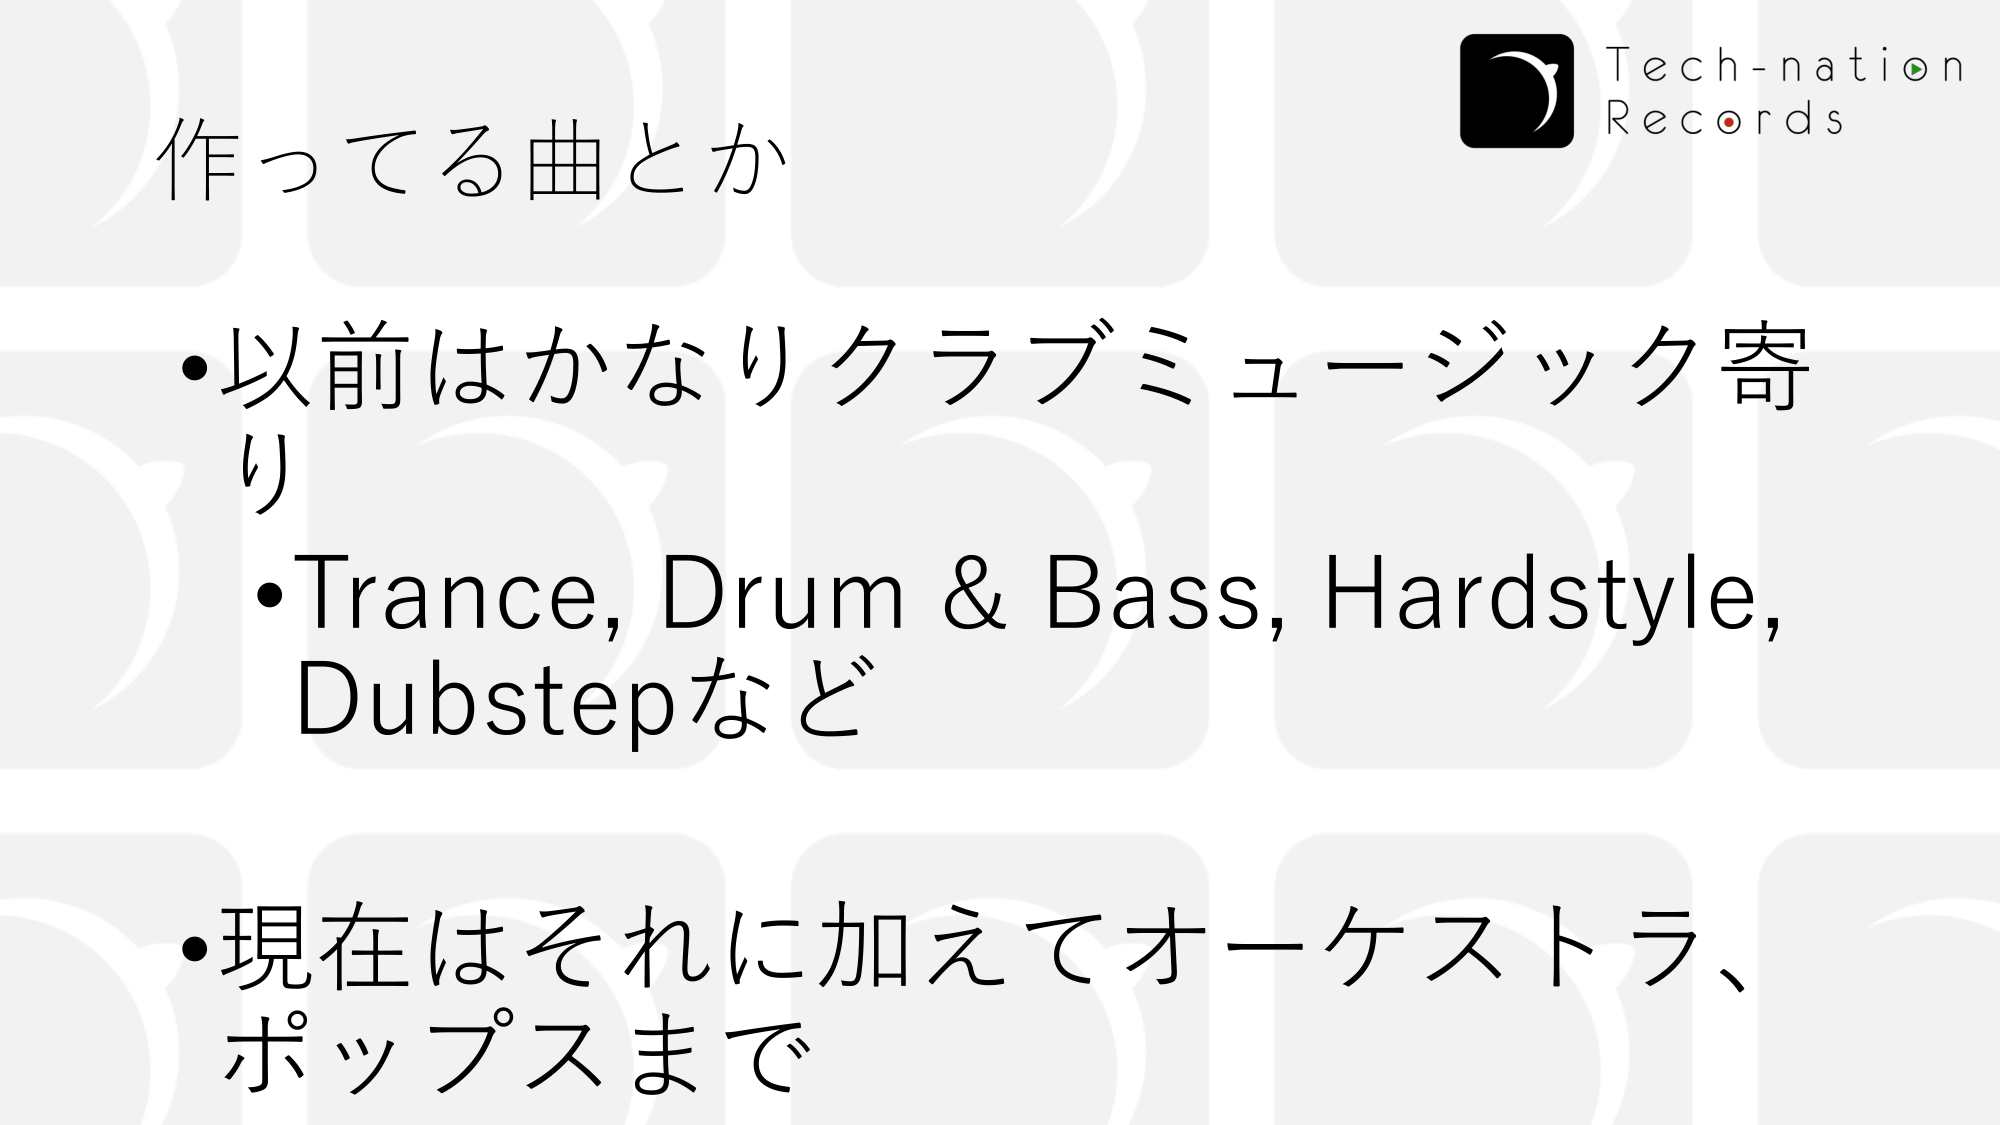 Tech-nation
Records
作ってる曲とか
•以前はかなりクラブミュージック寄
り
•Trance, Drum & Bass, Hardstyle,
Dubstepなど
•現在はそれに加えてオーケストラ、
ポップスまで